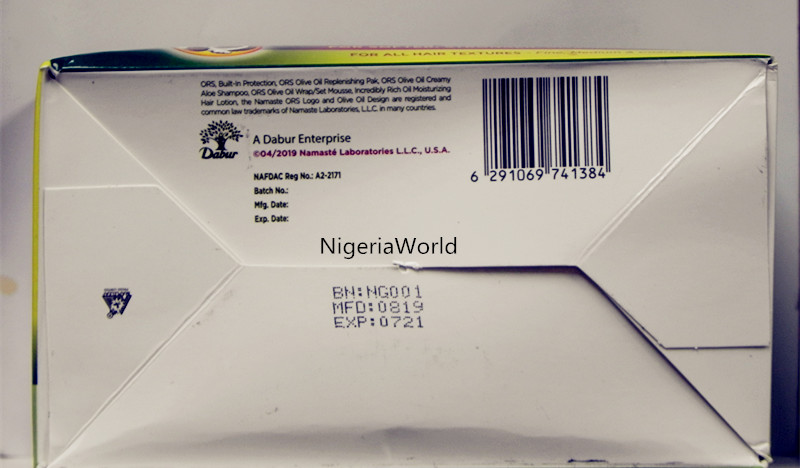 FOR ALL HAIR TEXTURES
ORS, Built-In Protection, ORS Olive Oil Replenishing Pak, ORS Olive Oil Creamy
Aloe Shampoo, ORS Olive Oil Wrap/Set Mousse, Incredibly Rich Oil Moisturizing
Hair Lotion, the Namaste ORS Logo and Olive Oil Design are registered and
common law trademarks of Namaste Laboratories, L.L.C. in many countries.
Dabur
A Dabur Enterprise
©04/2019 Namasté Laboratories L.L.C., U.S.A.
6 291069 741384
NAFDAC Reg No.: A2-2171
Batch No.:
Mfg. Date:
Exp. Date:
NigeriaWorld
BN:NG001
MFD:0819
EXP:0721